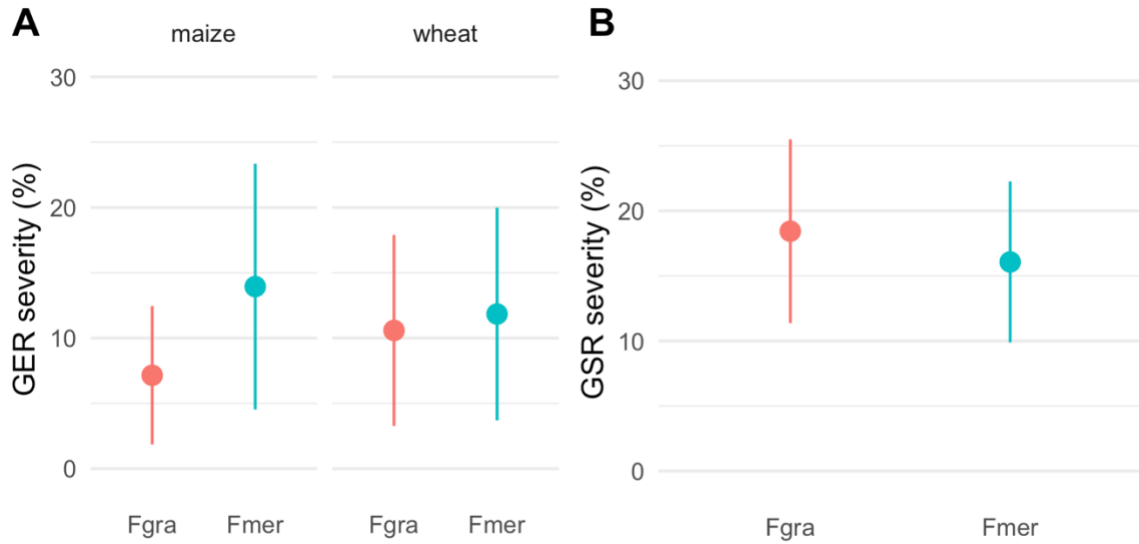 A
maize
wheat
GER severity (%)
30
20
10
0
Fgra
Fmer
Fgra
Fmer
B
GSR severity (%)
30
20
10
0
Fgra
Fmer